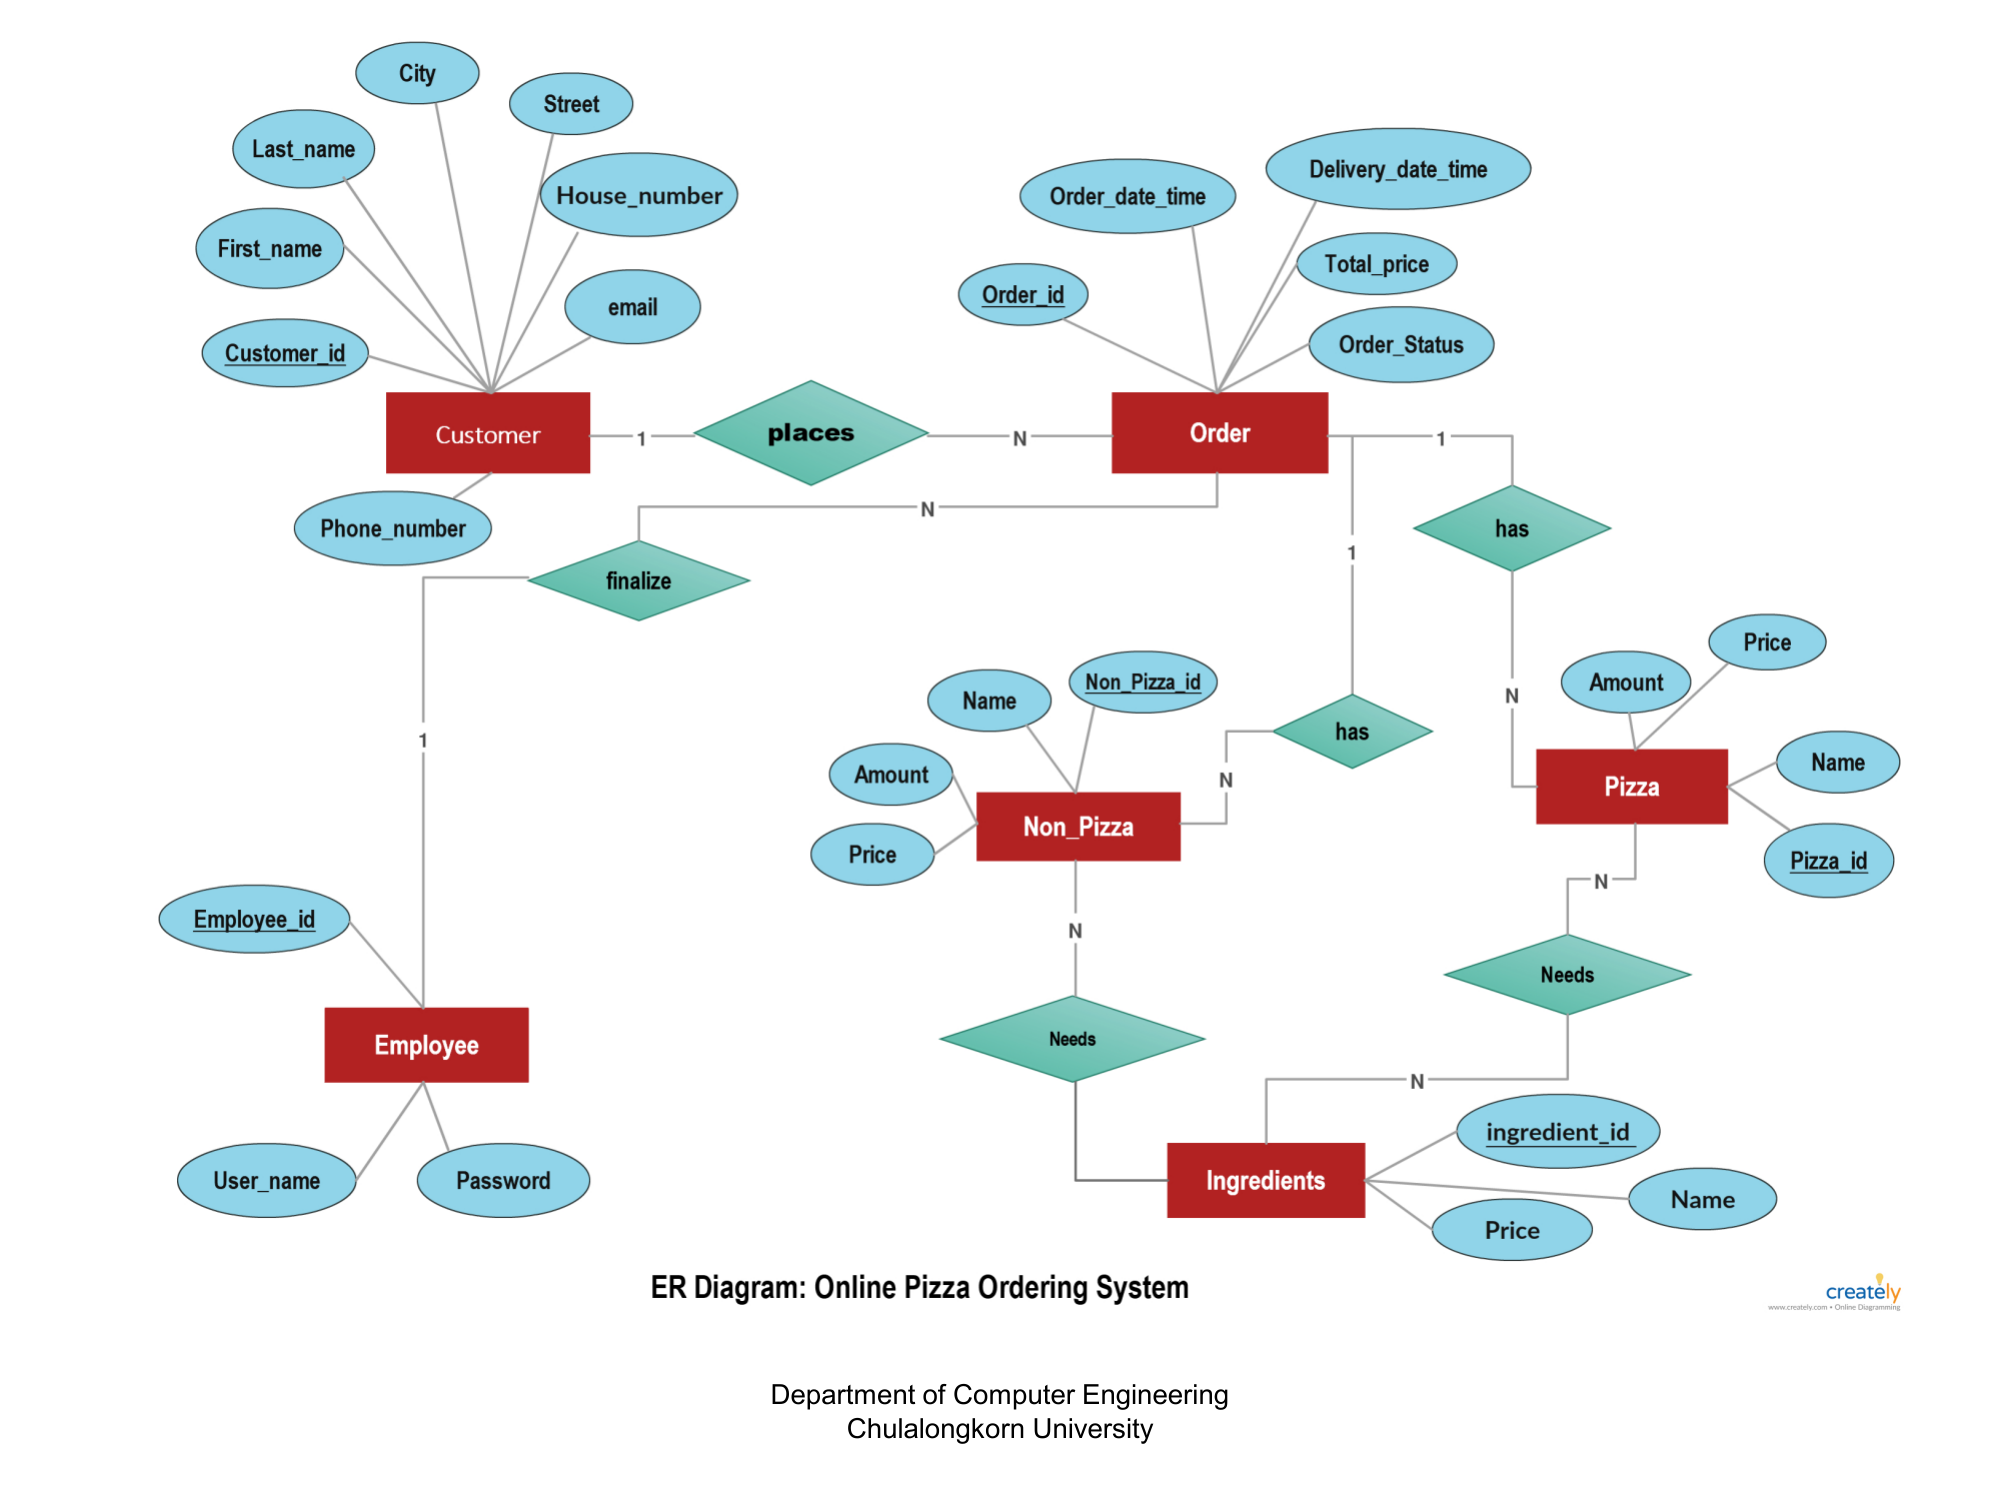 City
Street
Last_name
House_number
Delivery_date_time
Order_date_time
First_name
Total_price
Order_id
email
Customer_id
Order_Status
Customer
1
places
N
Order
1
N
Phone_number
has
1
finalize
Price
Non_Pizza_id
Amount
Name
N
has
1
Name
Amount
N
Pizza
Non_Pizza
Price
Pizza_id
N
Employee_id
N
Needs
Needs
Employee
N
ingredient_id
User_name
Password
Ingredients
Name
Price
ER Diagram: Online Pizza Ordering System
creately
www.creately.com • Online Diagramming
Department of Computer Engineering
Chulalongkorn University